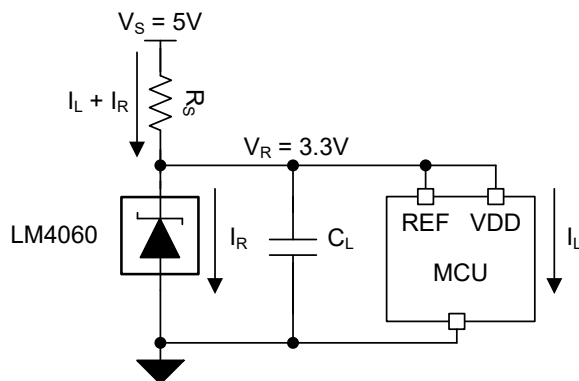 V_S = 5V
I_L + I_R
R_S
V_R = 3.3V
LM4060
I_R
C_L
REF VDD
MCU
I_L